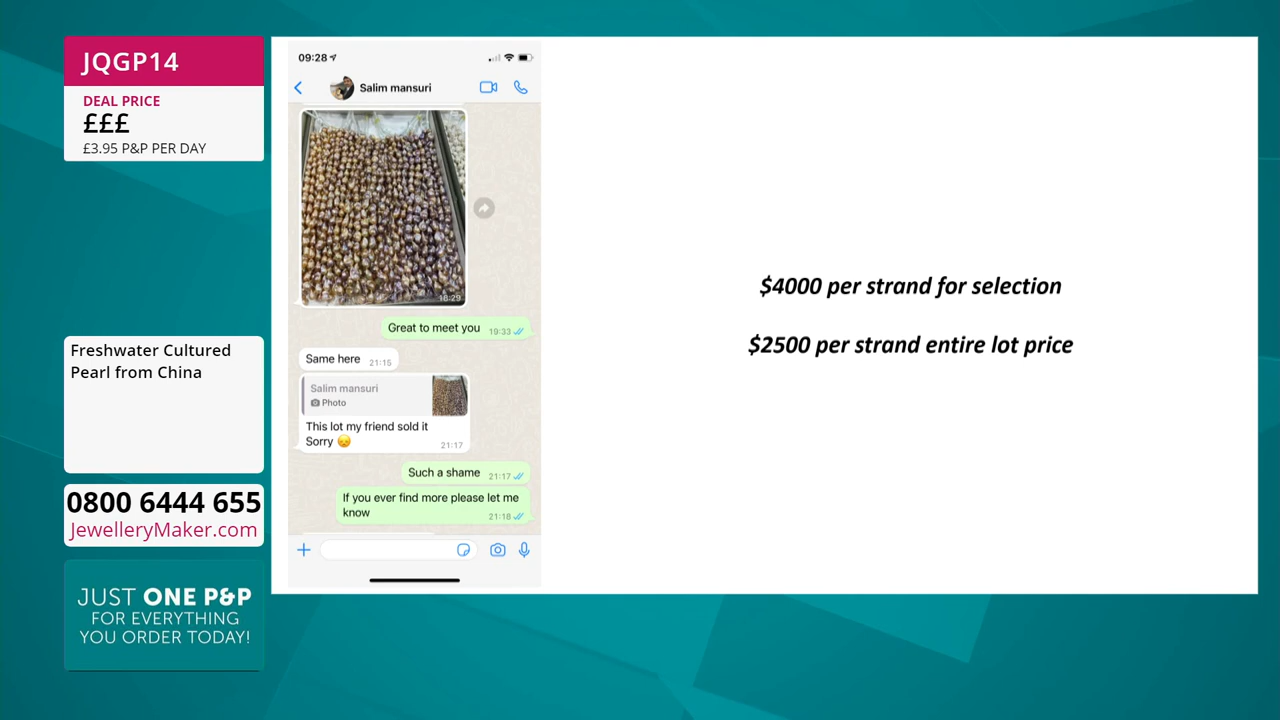 JQGP14
DEAL PRICE
£££
£3.95 P&P PER DAY
Freshwater Cultured
Pearl from China
0800 6444 655
JewelleryMaker.com
JUST ONE P&P
FOR EVERYTHING
YOU ORDER TODAY!
09:28
Salim mansuri
18:29
Great to meet you 19:33
Same here 21:15
Salim mansuri
Photo
This lot my friend sold it
Sorry 😞 21:17
Such a shame 21:17
If you ever find more please let me
know 21:18
$4000 per strand for selection
$2500 per strand entire lot price